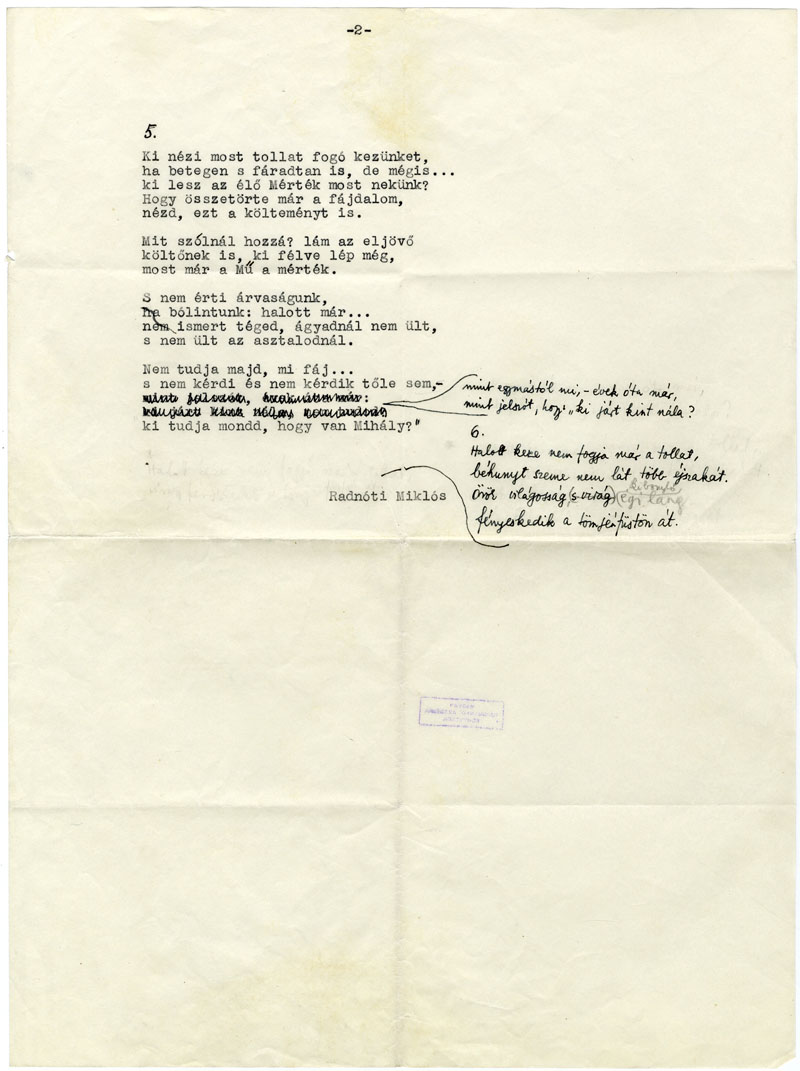 -2-
5.
Ki nézi most tollat fogó kezünket,
ha betegen s fáradtan is, de mégis...
ki lesz az élő Mérték most nekünk?
Hogy összetörte már a fájdalom,
nézd, ezt a költeményt is.
Mit szólnál hozzá? lám az eljövő
költőnek is, ki félve lép még,
most már a Mű a mérték.
S nem érti árvaságunk,
ha bólintunk: halott már...
nem ismert téged, ágyadnál nem ült,
s nem ült az asztalodnál.
Nem tudja majd, mi fáj...
s nem kérdi és nem kérdik tőle sem,-
mint egymástól mi,- évek óta már,
mint jelszót, hogy: „ki járt kint nála?
ki tudja mondd, hogy van Mihály?"
6.
Halott keze nem fogja már a tollat,
béhunyt szeme nem lát több éjszakát.
Örök világosság (s virág) kibomló
égi láng
fényeskedik a tömjénfüstön át.
Radnóti Miklós